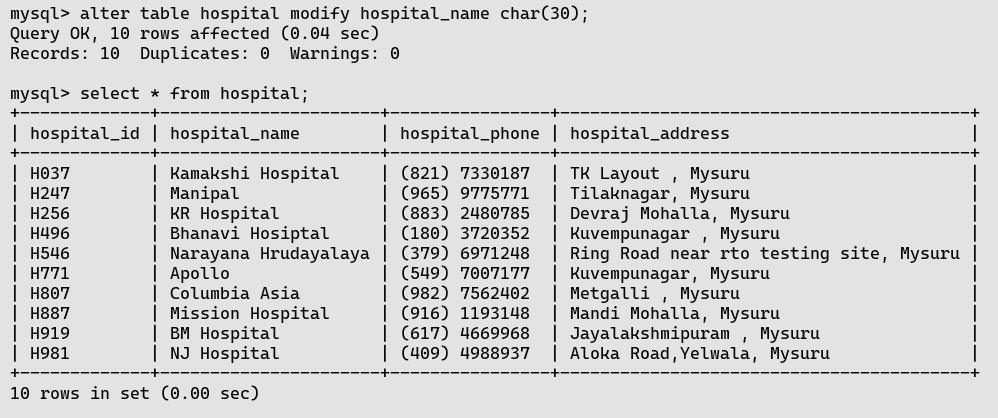 mysql> alter table hospital modify hospital_name char(30);
Query OK, 10 rows affected (0.04 sec)
Records: 10  Duplicates: 0  Warnings: 0

mysql> select * from hospital;
+-------------+----------------------+----------------+-----------------------------------------+
| hospital_id | hospital_name        | hospital_phone | hospital_address                        |
+-------------+----------------------+----------------+-----------------------------------------+
| H037        | Kamakshi Hospital    | (821) 7330187  | TK Layout , Mysuru                      |
| H247        | Manipal              | (965) 9775771  | Tilaknagar, Mysuru                      |
| H256        | KR Hospital          | (883) 2480785  | Devraj Mohalla, Mysuru                  |
| H496        | Bhanavi Hosiptal     | (180) 3720352  | Kuvempunagar , Mysuru                   |
| H546        | Narayana Hrudayalaya | (379) 6971248  | Ring Road near rto testing site, Mysuru |
| H771        | Apollo               | (549) 7007177  | Kuvempunagar, Mysuru                    |
| H807        | Columbia Asia        | (982) 7562402  | Metgalli , Mysuru                       |
| H887        | Mission Hospital     | (916) 1193148  | Mandi Mohalla, Mysuru                   |
| H919        | BM Hospital          | (617) 4669968  | Jayalakshmipuram , Mysuru               |
| H981        | NJ Hospital          | (409) 4988937  | Aloka Road,Yelwala, Mysuru              |
+-------------+----------------------+----------------+-----------------------------------------+
10 rows in set (0.00 sec)